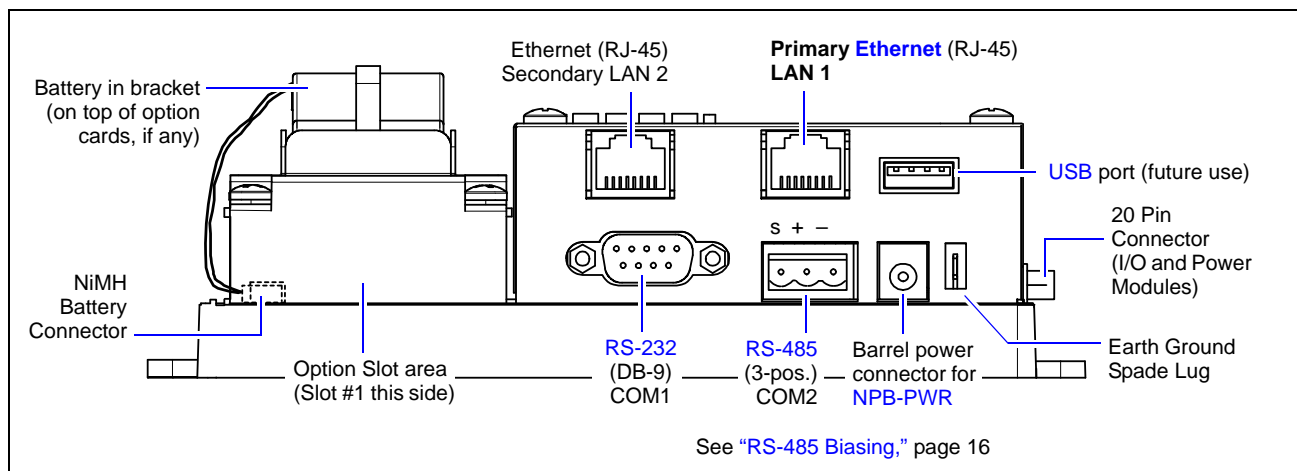 Ethernet (RJ-45)
Secondary LAN 2
Primary Ethernet (RJ-45)
LAN 1
Battery in bracket
(on top of option
cards, if any)
USB port (future use)
S + –
20 Pin
Connector
(I/O and Power
Modules)
NiMH
Battery
Connector
Option Slot area
(Slot #1 this side)
RS-232
(DB-9)
COM1
RS-485
(3-pos.)
COM2
Barrel power
connector for
NPB-PWR
Earth Ground
Spade Lug
See “RS-485 Biasing,” page 16